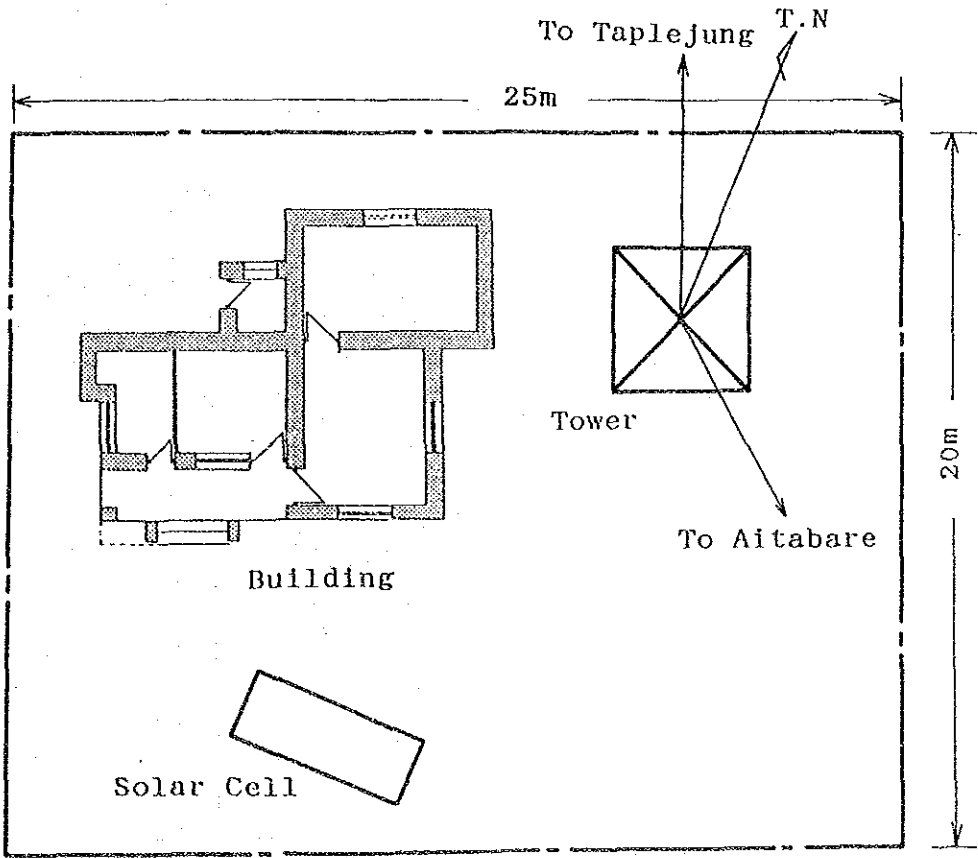 To Taplejung
T.N
25m
Tower
20m
To Aitabare
Building
Solar Cell